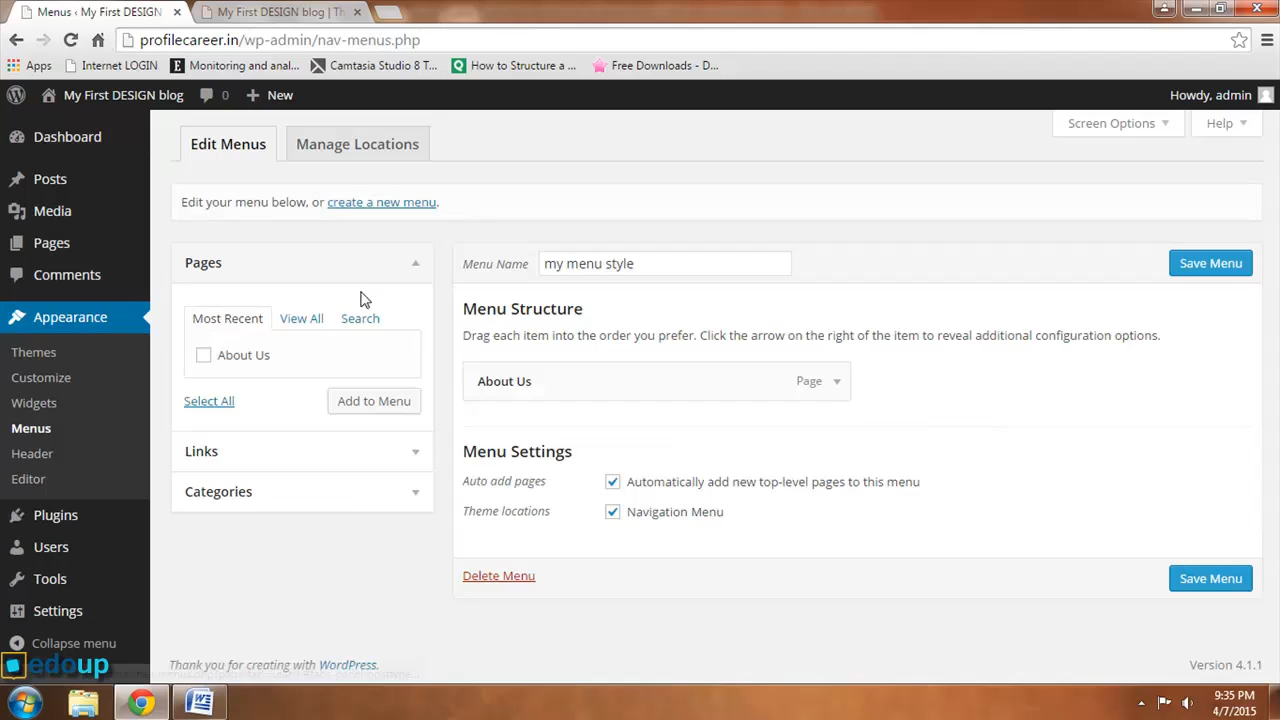 Menus ‹ My First DESIGN
My First DESIGN blog | Th
profilecareer.in/wp-admin/nav-menus.php
Apps
Internet LOGIN
Monitoring and anal...
Camtasia Studio 8 T...
How to Structure a ...
Free Downloads - D...
My First DESIGN blog
0
New
Howdy, admin
Dashboard
Posts
Media
Pages
Comments
Appearance
Themes
Customize
Widgets
Menus
Header
Editor
Plugins
Users
Tools
Settings
Collapse menu
edoup
Screen Options
Help
Edit Menus
Manage Locations
Edit your menu below, or create a new menu.
Pages
Most Recent
View All
Search
About Us
Select All
Add to Menu
Links
Categories
Menu Name
my menu style
Save Menu
Menu Structure
Drag each item into the order you prefer. Click the arrow on the right of the item to reveal additional configuration options.
About Us
Page
Menu Settings
Auto add pages
Automatically add new top-level pages to this menu
Theme locations
Navigation Menu
Delete Menu
Save Menu
Thank you for creating with WordPress.
Version 4.1.1
9:35 PM
4/7/2015